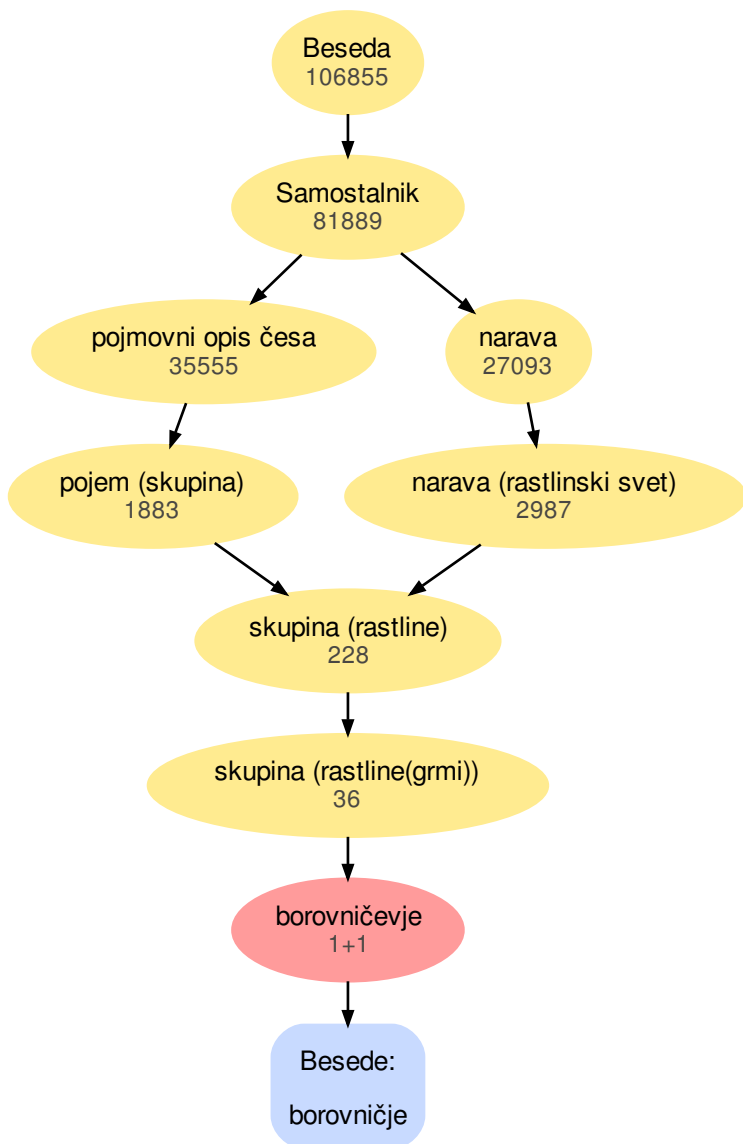 Beseda
106855
Samostalnik
81889
pojmovni opis česa
35555
narava
27093
pojem (skupina)
1883
narava (rastlinski svet)
2987
skupina (rastline)
228
skupina (rastline(grmi))
36
borovničevje
1+1
Besede:
borovničje